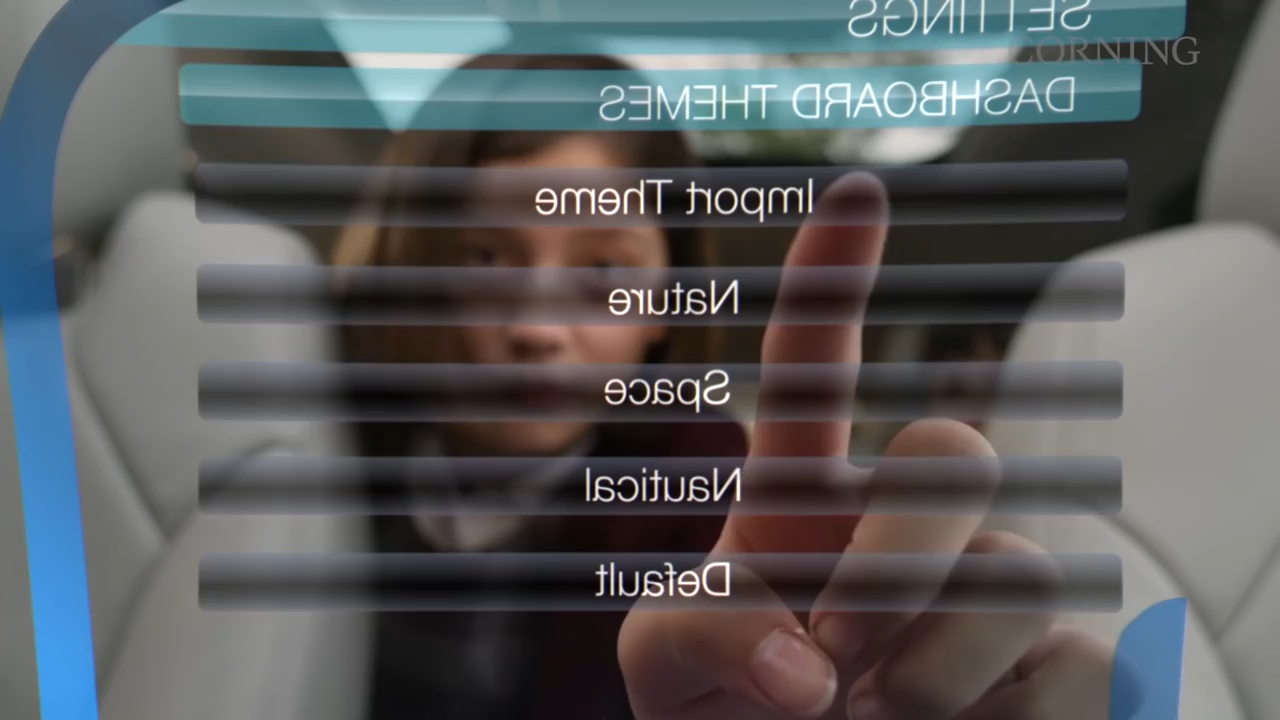 SETTINGS
CORNING
DASHBOARD THEMES
Import Theme
Nature
Space
Nautical
Default